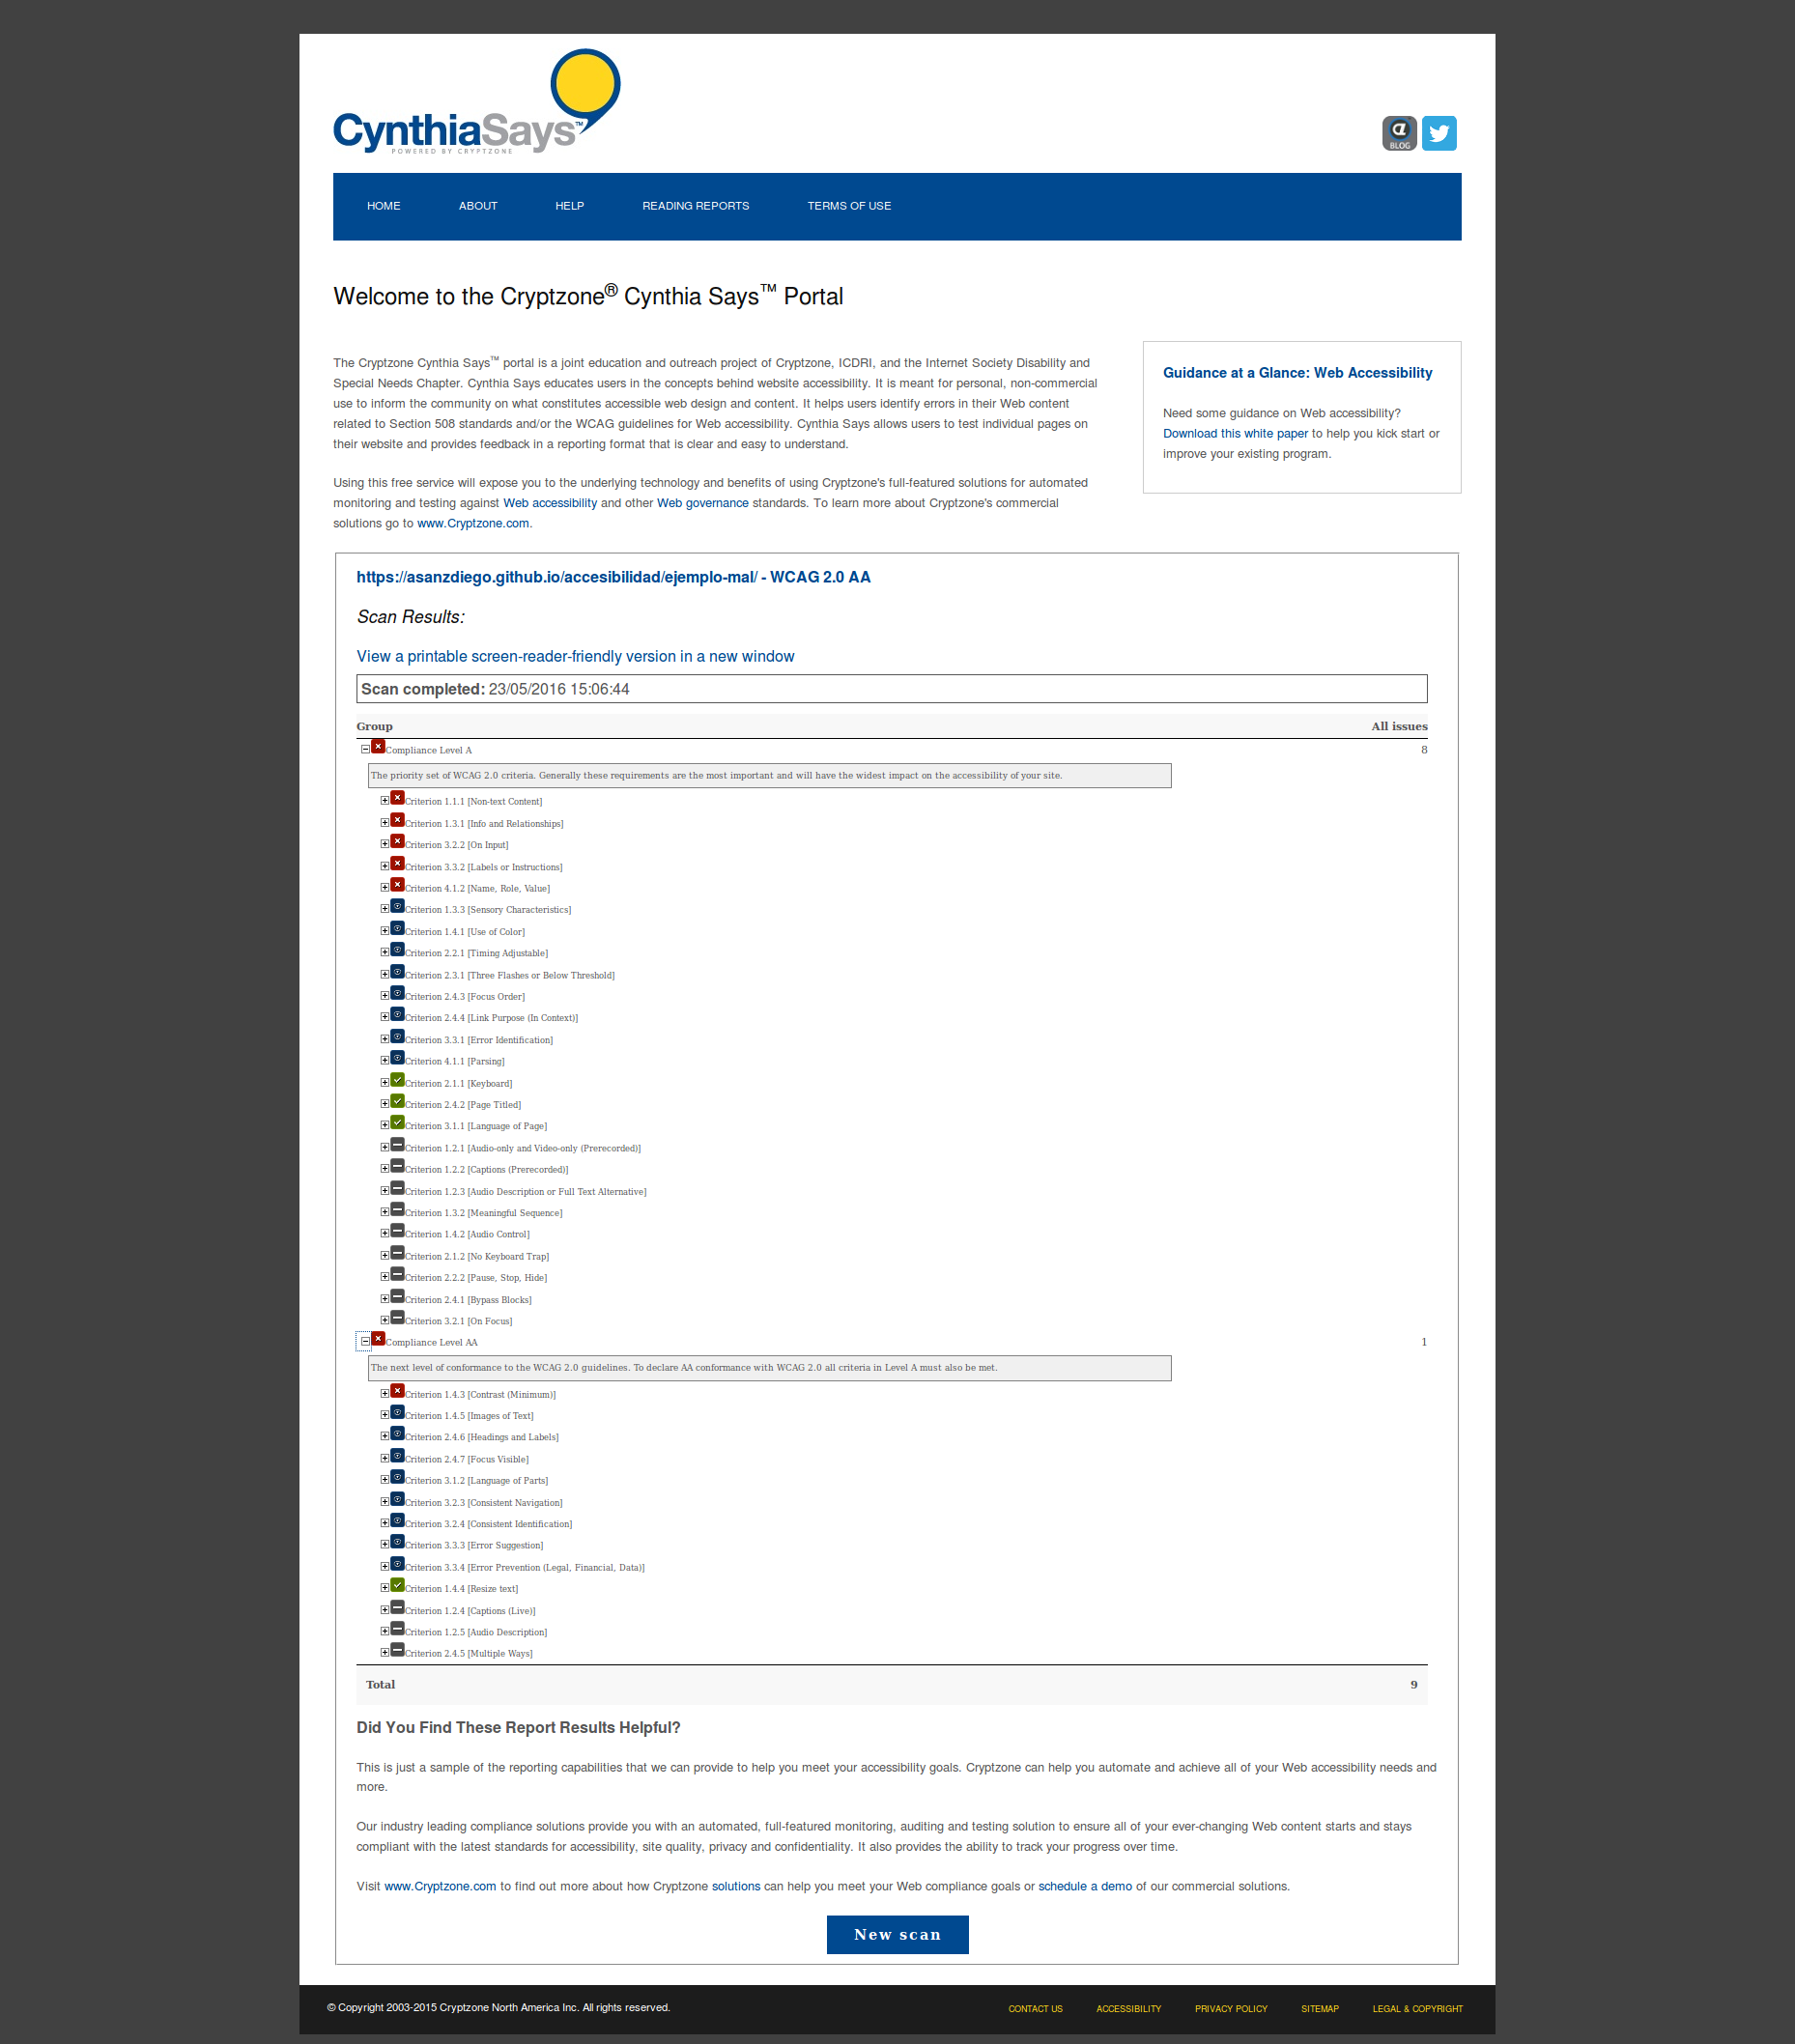 CynthiaSays™
POWERED BY CRYPTZONE
a
BLOG
HOME ABOUT HELP READING REPORTS TERMS OF USE
Welcome to the Cryptzone® Cynthia Says™ Portal
The Cryptzone Cynthia Says™ portal is a joint education and outreach project of Cryptzone, ICDRI, and the Internet Society Disability and
Special Needs Chapter. Cynthia Says educates users in the concepts behind website accessibility. It is meant for personal, non-commercial
use to inform the community on what constitutes accessible web design and content. It helps users identify errors in their Web content
related to Section 508 standards and/or the WCAG guidelines for Web accessibility. Cynthia Says allows users to test individual pages on
their website and provides feedback in a reporting format that is clear and easy to understand.
Using this free service will expose you to the underlying technology and benefits of using Cryptzone's full-featured solutions for automated
monitoring and testing against Web accessibility and other Web governance standards. To learn more about Cryptzone's commercial
solutions go to www.Cryptzone.com.
Guidance at a Glance: Web Accessibility
Need some guidance on Web accessibility?
Download this white paper to help you kick start or
improve your existing program.
https://asanzdiego.github.io/accesibilidad/ejemplo-mal/ - WCAG 2.0 AA
Scan Results:
View a printable screen-reader-friendly version in a new window
Scan completed: 23/05/2016 15:06:44
Group All issues
Compliance Level A 8
The priority set of WCAG 2.0 criteria. Generally these requirements are the most important and will have the widest impact on the accessibility of your site.
Criterion 1.1.1 [Non-text Content]
Criterion 1.3.1 [Info and Relationships]
Criterion 3.2.2 [On Input]
Criterion 3.3.2 [Labels or Instructions]
Criterion 4.1.2 [Name, Role, Value]
Criterion 1.3.3 [Sensory Characteristics]
Criterion 1.4.1 [Use of Color]
Criterion 2.2.1 [Timing Adjustable]
Criterion 2.3.1 [Three Flashes or Below Threshold]
Criterion 2.4.3 [Focus Order]
Criterion 2.4.4 [Link Purpose (In Context)]
Criterion 3.3.1 [Error Identification]
Criterion 4.1.1 [Parsing]
Criterion 2.1.1 [Keyboard]
Criterion 2.4.2 [Page Titled]
Criterion 3.1.1 [Language of Page]
Criterion 1.2.1 [Audio-only and Video-only (Prerecorded)]
Criterion 1.2.2 [Captions (Prerecorded)]
Criterion 1.2.3 [Audio Description or Full Text Alternative]
Criterion 1.3.2 [Meaningful Sequence]
Criterion 1.4.2 [Audio Control]
Criterion 2.1.2 [No Keyboard Trap]
Criterion 2.2.2 [Pause, Stop, Hide]
Criterion 2.4.1 [Bypass Blocks]
Criterion 3.2.1 [On Focus]
Compliance Level AA 1
The next level of conformance to the WCAG 2.0 guidelines. To declare AA conformance with WCAG 2.0 all criteria in Level A must also be met.
Criterion 1.4.3 [Contrast (Minimum)]
Criterion 1.4.5 [Images of Text]
Criterion 2.4.6 [Headings and Labels]
Criterion 2.4.7 [Focus Visible]
Criterion 3.1.2 [Language of Parts]
Criterion 3.2.3 [Consistent Navigation]
Criterion 3.2.4 [Consistent Identification]
Criterion 3.3.3 [Error Suggestion]
Criterion 3.3.4 [Error Prevention (Legal, Financial, Data)]
Criterion 1.4.4 [Resize text]
Criterion 1.2.4 [Captions (Live)]
Criterion 1.2.5 [Audio Description]
Criterion 2.4.5 [Multiple Ways]
Total 9
Did You Find These Report Results Helpful?
This is just a sample of the reporting capabilities that we can provide to help you meet your accessibility goals. Cryptzone can help you automate and achieve all of your Web accessibility needs and
more.
Our industry leading compliance solutions provide you with an automated, full-featured monitoring, auditing and testing solution to ensure all of your ever-changing Web content starts and stays
compliant with the latest standards for accessibility, site quality, privacy and confidentiality. It also provides the ability to track your progress over time.
Visit www.Cryptzone.com to find out more about how Cryptzone solutions can help you meet your Web compliance goals or schedule a demo of our commercial solutions.
New scan
© Copyright 2003-2015 Cryptzone North America Inc. All rights reserved. CONTACT US ACCESSIBILITY PRIVACY POLICY SITEMAP LEGAL & COPYRIGHT